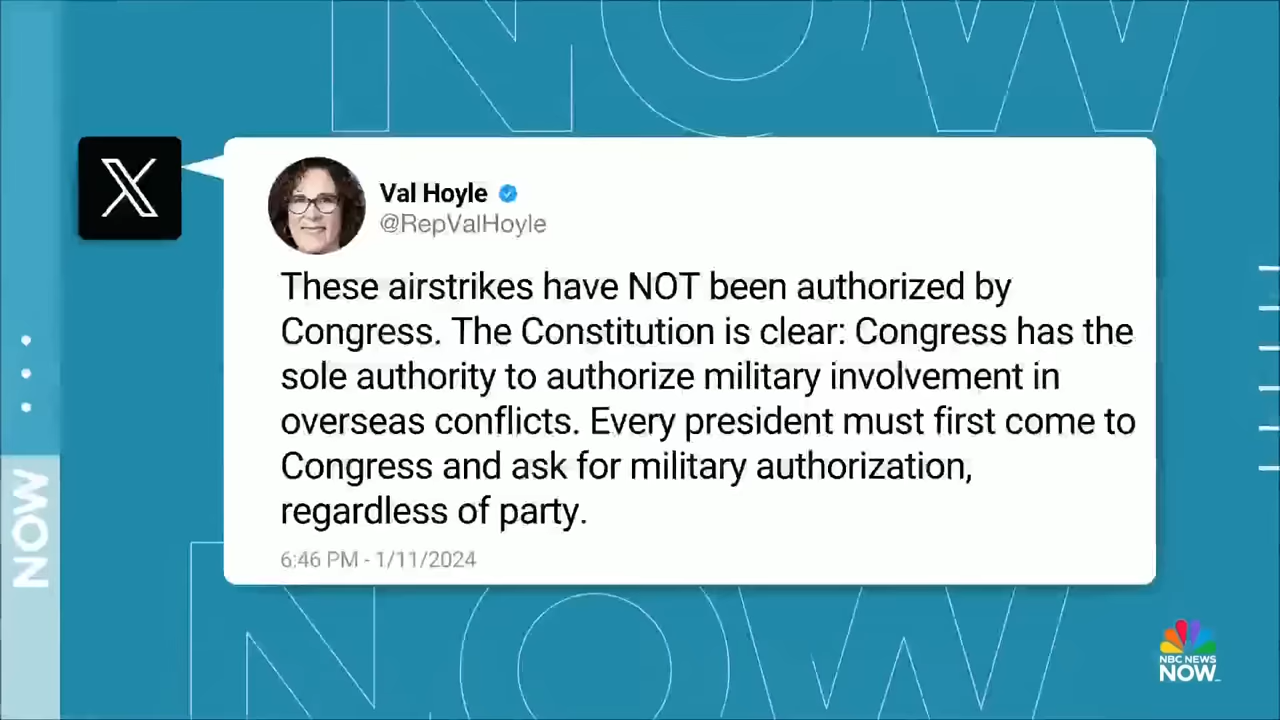 NOW
X
Val Hoyle
@RepValHoyle
These airstrikes have NOT been authorized by
Congress. The Constitution is clear: Congress has the
sole authority to authorize military involvement in
overseas conflicts. Every president must first come to
Congress and ask for military authorization,
regardless of party.
6:46 PM - 1/11/2024
NOW
NOW
NBC NEWS
NOW